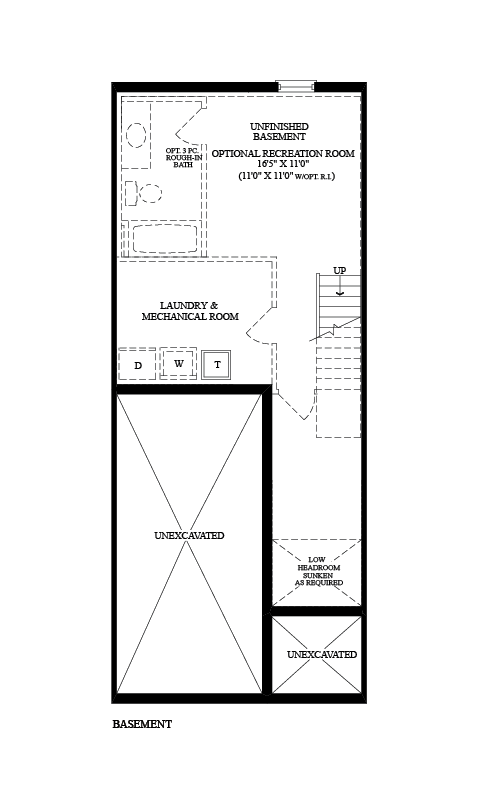 UNFINISHED
BASEMENT
OPT. 3 PC.
ROUGH-IN
BATH
OPTIONAL RECREATION ROOM
16'5" X 11'0"
(11'0" X 11'0" W/OPT. R.I.)
UP
LAUNDRY &
MECHANICAL ROOM
D
W
T
UNEXCAVATED
LOW
HEADROOM
SUNKEN
AS REQUIRED
UNEXCAVATED
BASEMENT